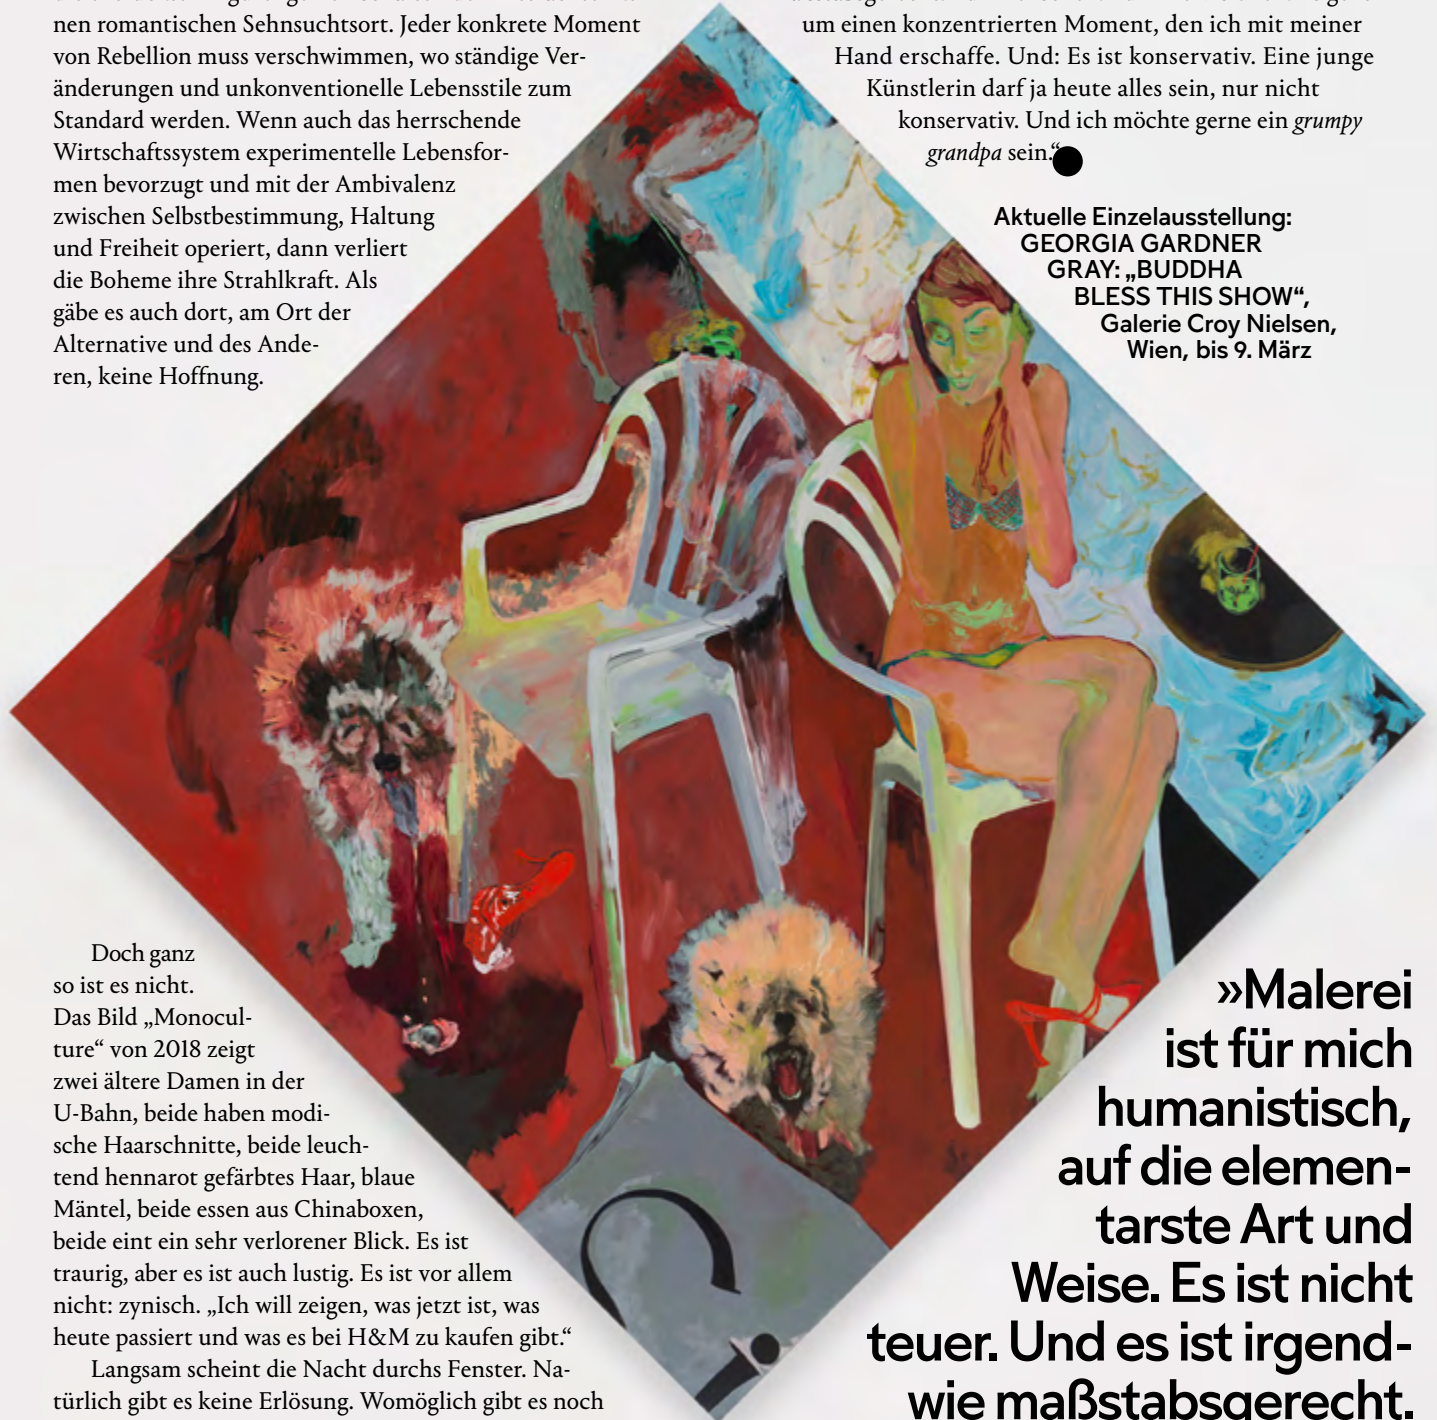 nen romantischen Sehnsuchtsort. Jeder konkrete Moment
von Rebellion muss verschwimmen, wo ständige Ver-
änderungen und unkonventionelle Lebensstile zum
Standard werden. Wenn auch das herrschende
Wirtschaftssystem experimentelle Lebensfor-
men bevorzugt und mit der Ambivalenz
zwischen Selbstbestimmung, Haltung
und Freiheit operiert, dann verliert
die Boheme ihre Strahlkraft. Als
gäbe es auch dort, am Ort der
Alternative und des Ande-
ren, keine Hoffnung.
Doch ganz
so ist es nicht.
Das Bild „Monocul-
ture“ von 2018 zeigt
zwei ältere Damen in der
U-Bahn, beide haben modi-
sche Haarschnitte, beide leuch-
tend hennarot gefärbtes Haar, blaue
Mäntel, beide essen aus Chinaboxen,
beide eint ein sehr verlorener Blick. Es ist
traurig, aber es ist auch lustig. Es ist vor allem
nicht: zynisch. „Ich will zeigen, was jetzt ist, was
heute passiert und was es bei H&M zu kaufen gibt.“
Langsam scheint die Nacht durchs Fenster. Na-
türlich gibt es keine Erlösung. Womöglich gibt es noch
um einen konzentrierten Moment, den ich mit meiner
Hand erschaffe. Und: Es ist konservativ. Eine junge
Künstlerin darf ja heute alles sein, nur nicht
konservativ. Und ich möchte gerne ein grumpy
grandpa sein.“
Aktuelle Einzelausstellung:
GEORGIA GARDNER
GRAY: „BUDDHA
BLESS THIS SHOW“,
Galerie Croy Nielsen,
Wien, bis 9. März
»Malerei
ist für mich
humanistisch,
auf die elemen-
tarste Art und
Weise. Es ist nicht
teuer. Und es ist irgend-
wie maßstabsgerecht.